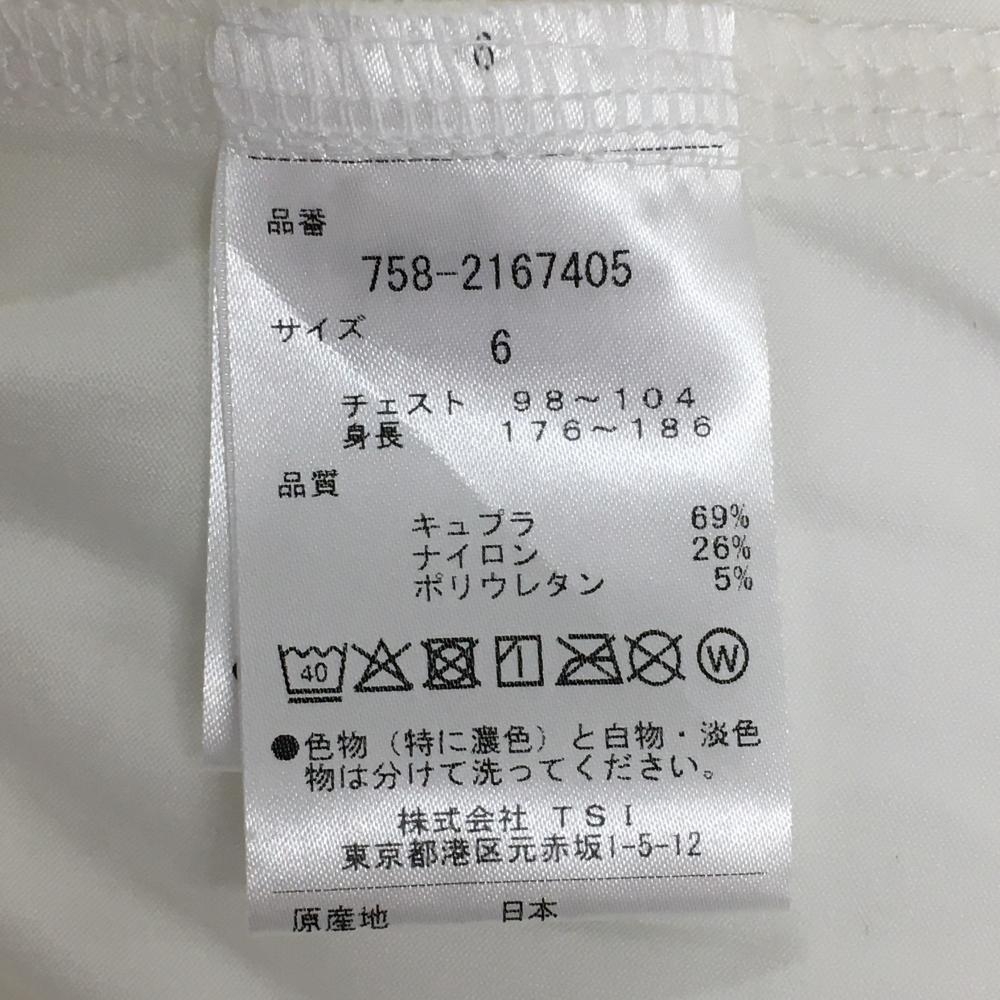 6
品番
758-2167405
サイズ
6
チェスト 98~104
身長 176~186
品質
キュプラ 69%
ナイロン 26%
ポリウレタン 5%
40 W
●色物(特に濃色)と白物・淡色
物は分けて洗ってください。
株式会社 TSI
東京都港区元赤坂1-5-12
原産地 日本